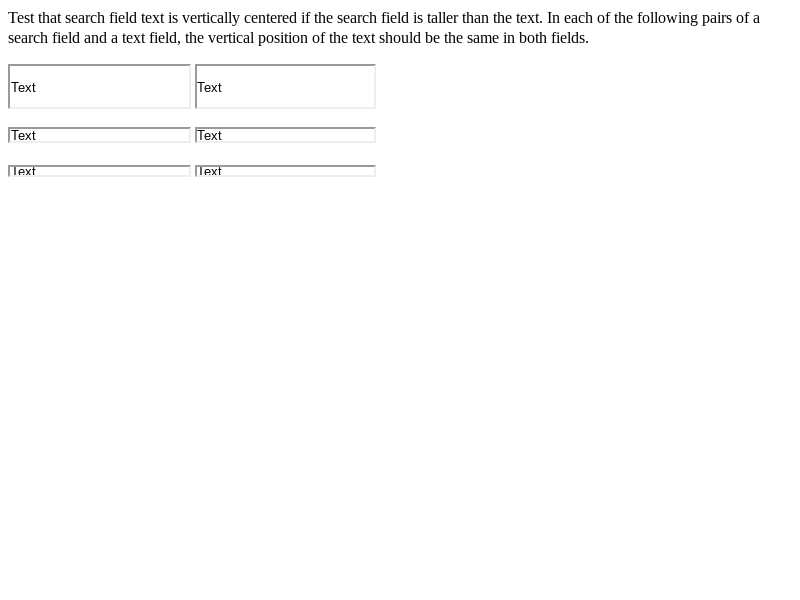 Test that search field text is vertically centered if the search field is taller than the text. In each of the following pairs of a
search field and a text field, the vertical position of the text should be the same in both fields.
Text Text
Text Text
Text Text